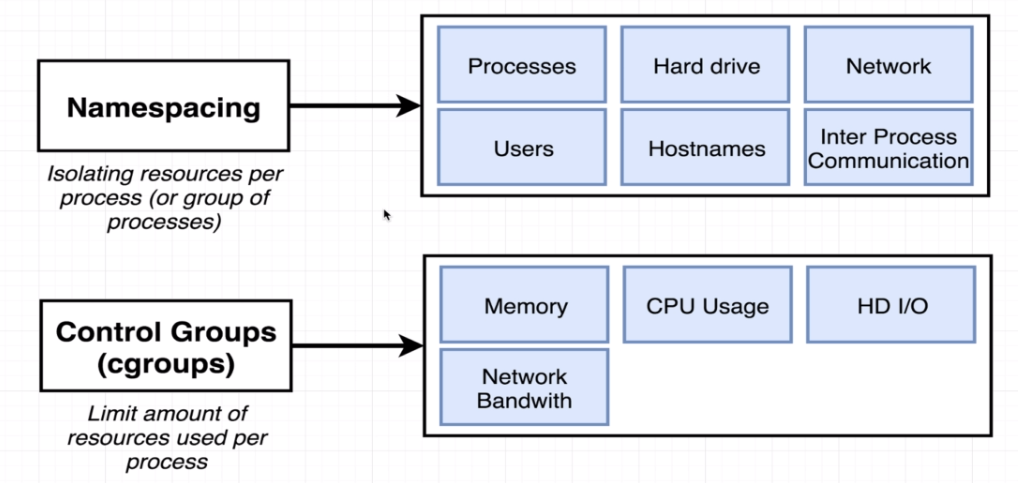 Namespacing
Isolating resources per
process (or group of
processes)
Processes
Hard drive
Network
Users
Hostnames
Inter Process
Communication
Control Groups
(cgroups)
Limit amount of
resources used per
process
Memory
CPU Usage
HD I/O
Network
Bandwith